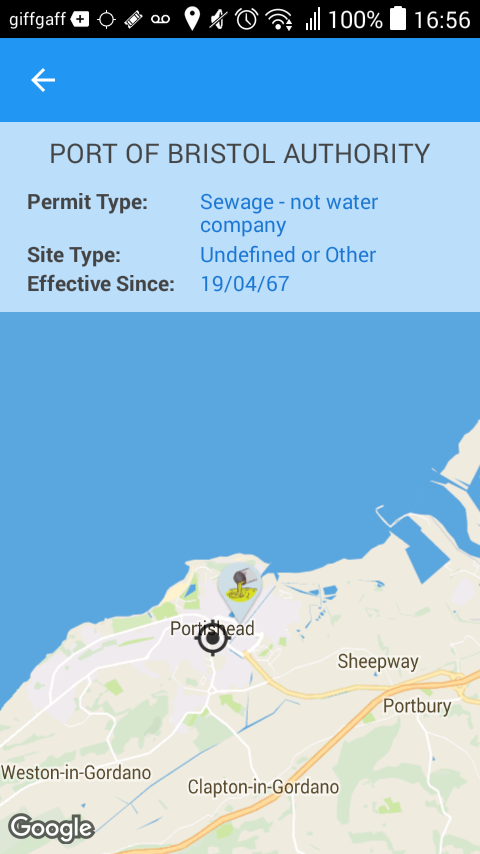 giffgaff 100% 16:56
PORT OF BRISTOL AUTHORITY
Permit Type: Sewage - not water
company
Site Type: Undefined or Other
Effective Since: 19/04/67
Portishead
Sheepway
Portbury
Weston-in-Gordano
Clapton-in-Gordano
Google